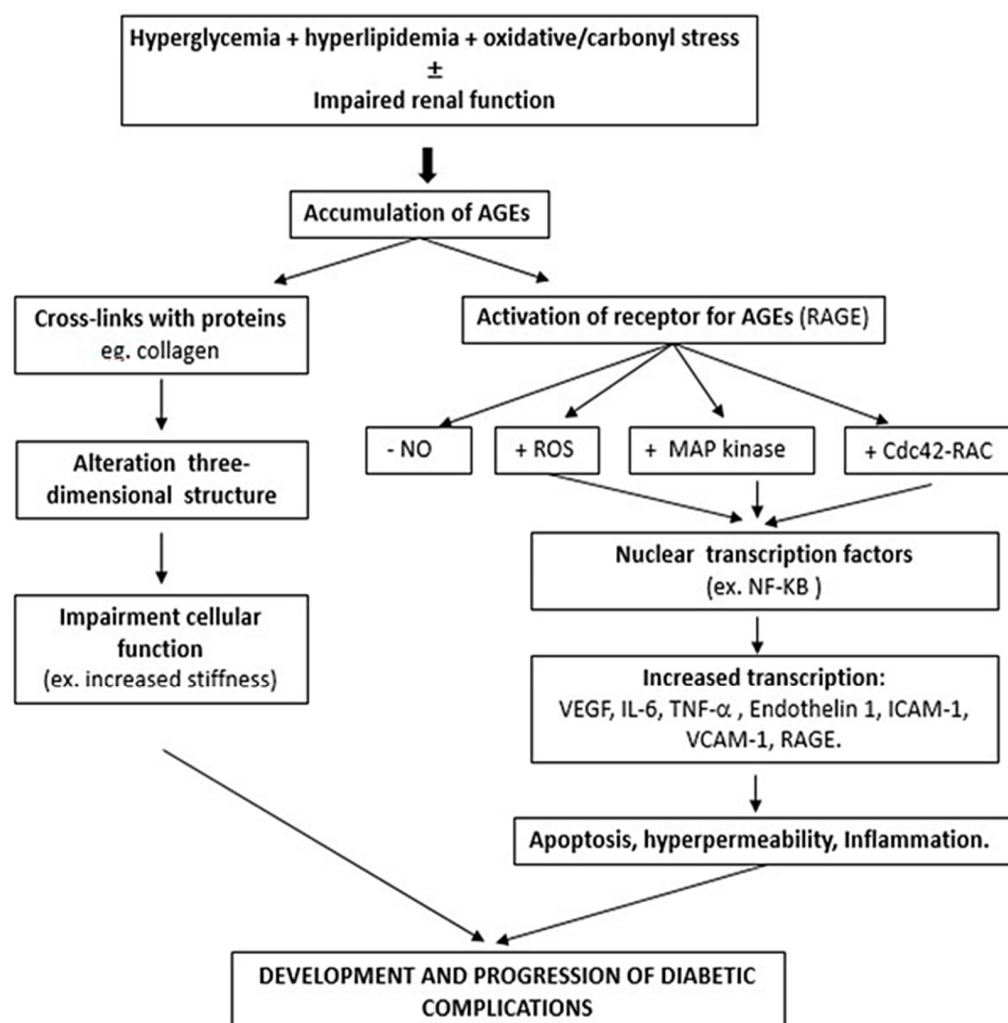 Hyperglycemia + hyperlipidemia + oxidative/carbonyl stress
±
Impaired renal function
Accumulation of AGEs
Cross-links with proteins
eg. collagen
Alteration three-
dimensional structure
Impairment cellular
function
(ex. increased stiffness)
Activation of receptor for AGEs (RAGE)
- NO
+ ROS
+ MAP kinase
+ Cdc42-RAC
Nuclear transcription factors
(ex. NF-KB )
Increased transcription:
VEGF, IL-6, TNF-α , Endothelin 1, ICAM-1,
VCAM-1, RAGE.
Apoptosis, hyperpermeability, Inflammation.
DEVELOPMENT AND PROGRESSION OF DIABETIC
COMPLICATIONS